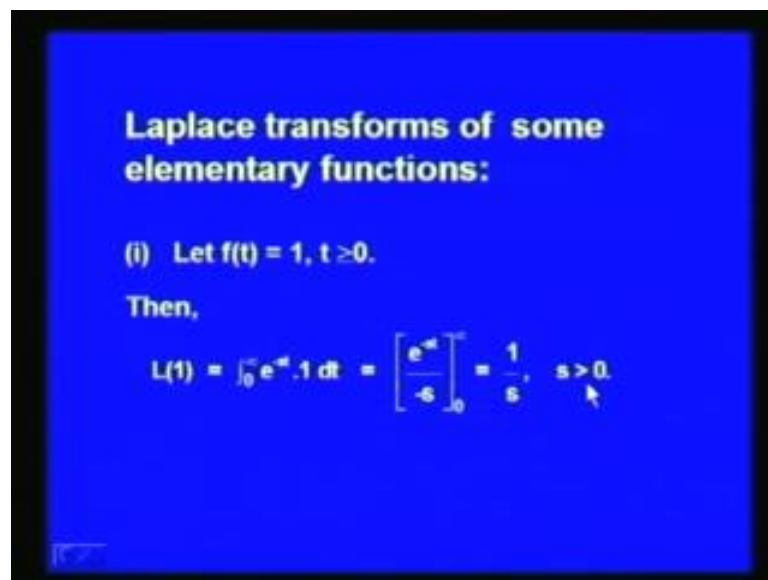 Laplace transforms of some
elementary functions:
(i) Let f(t) = 1, t ≥0.
Then,
L(1) = ∫₀^∞ e^-st .1 dt = [e^-st / -s]₀^∞ = 1/s, s > 0.